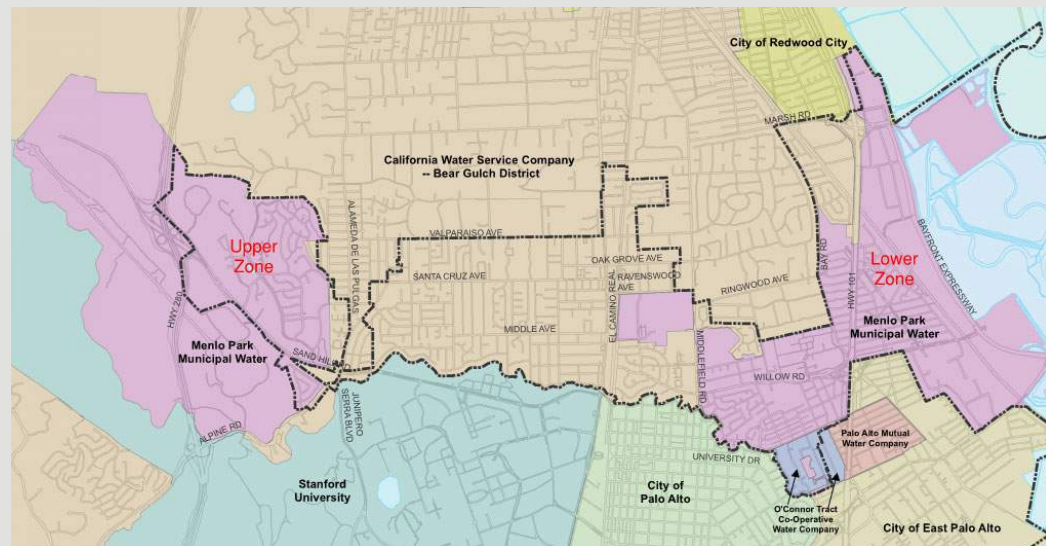 City of Redwood City
MARSH RD
California Water Service Company
-- Bear Gulch District
ALAMEDA DE LAS PULGAS
VALPARAISO AVE
Upper
Zone
SANTA CRUZ AVE
OAK GROVE AVE
RAVENSWOOD
AVE
RINGWOOD AVE
BAY RD
HWY 101
Lower
Zone
BAYFRONT EXPRESSWAY
HWY 280
EL CAMINO REAL
MIDDLE AVE
Menlo Park
Municipal Water
Menlo Park
Municipal Water
MIDDLEFIELD RD
WILLOW RD
ALPINE RD
JUNIPERO
SERRA BLVD
Palo Alto Mutual
Water Company
UNIVERSITY DR
Stanford
University
City of
Palo Alto
O'Connor Tract
Co-Operative
Water Company
City of East Palo Alto